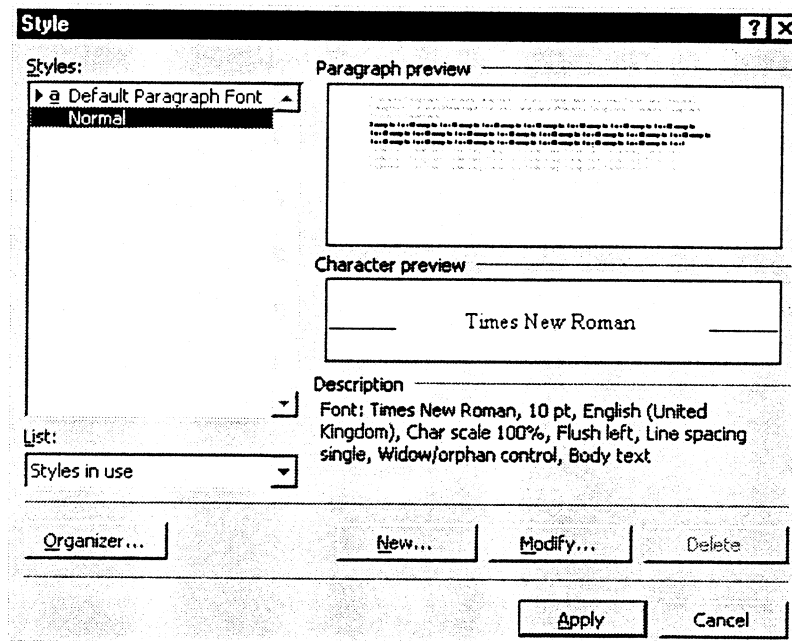 Style
Styles:
a Default Paragraph Font
Normal
Paragraph preview
Character preview
Times New Roman
Description
Font: Times New Roman, 10 pt, English (United
Kingdom), Char scale 100%, Flush left, Line spacing
single, Widow/orphan control, Body text
List:
Styles in use
Organizer...
New...
Modify...
Delete
Apply
Cancel